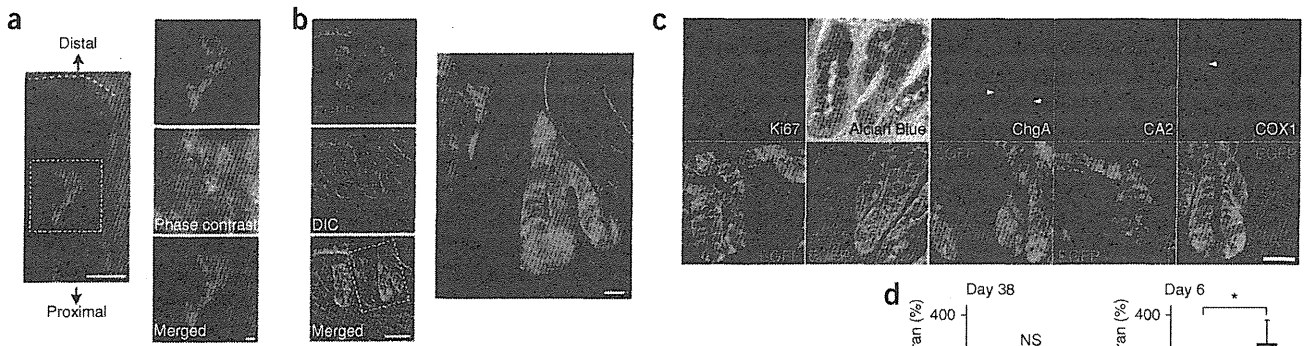 a
Distal
Proximal
Phase contrast
Merged
b
DIC
Merged
c
Ki67
Alcian Blue
ChgA
CA2
COX1
EGFP
EGFP
EGFP
EGFP
d
Day 38
400
NS
Day 6
400
*